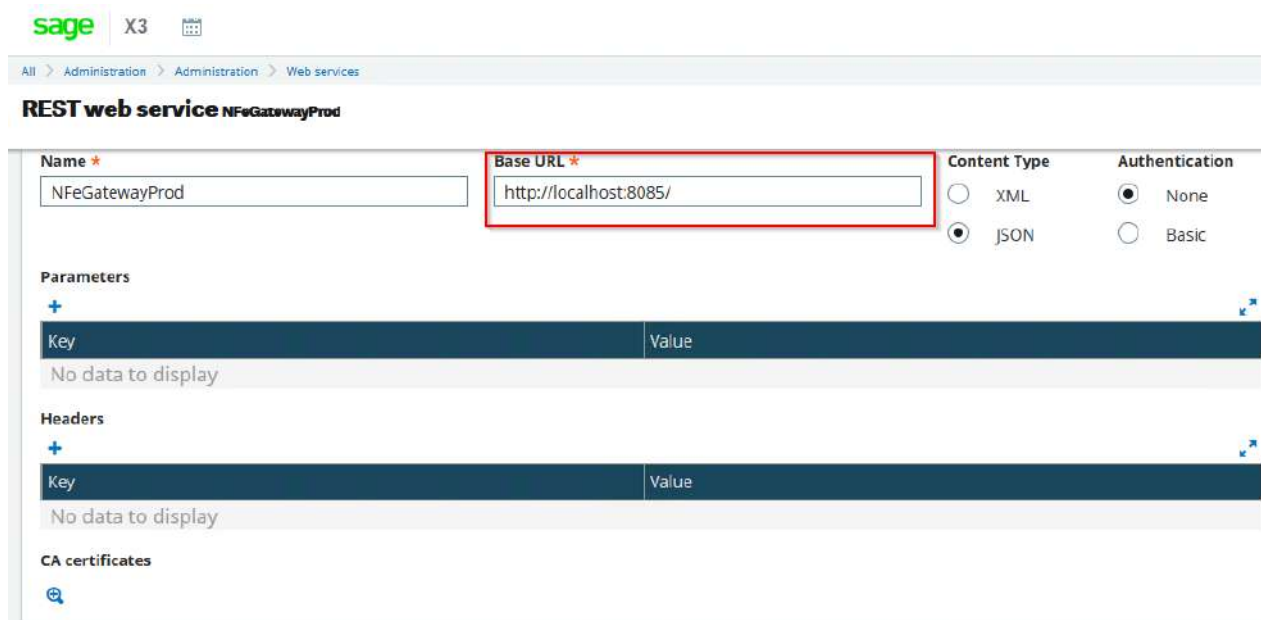 sage X3
All > Administration > Administration > Web services
REST web service NFeGatewayProd
Name * Base URL * Content Type Authentication
NFeGatewayProd http://localhost:8085/ XML None
JSON Basic
Parameters
+
Key Value
No data to display
Headers
+
Key Value
No data to display
CA certificates